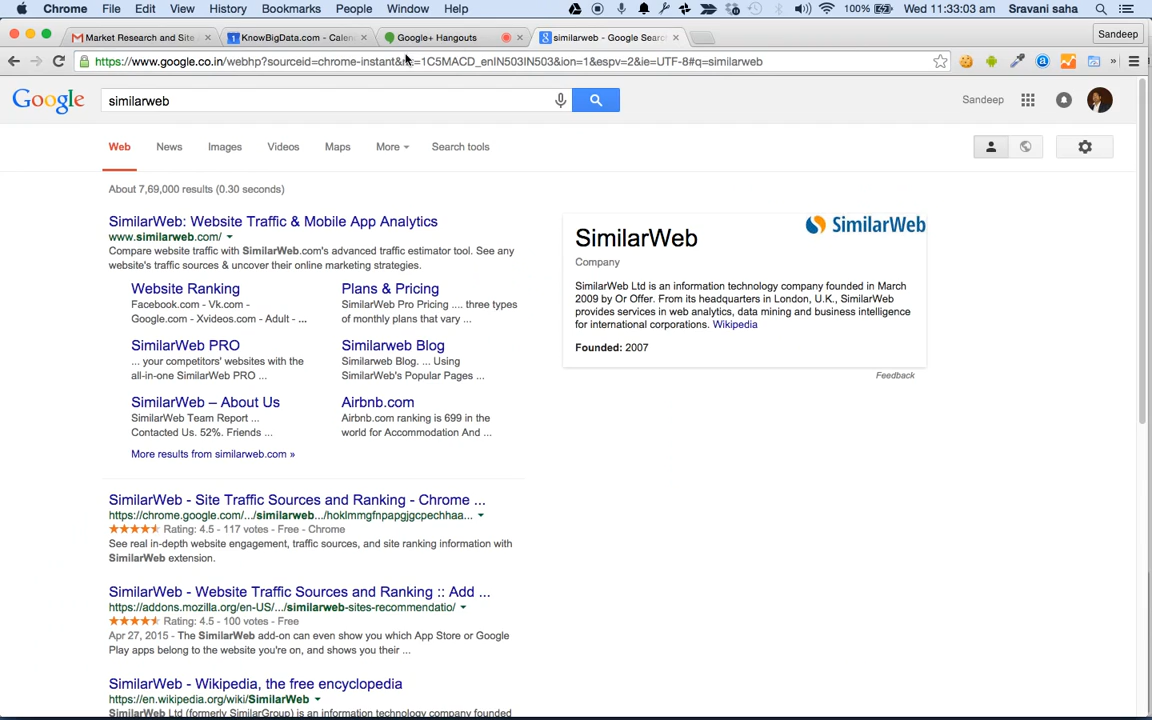 Chrome File Edit View History Bookmarks People Window Help 100% Wed 11:33:03 am Sravani saha
Market Research and Site A × KnowBigData.com - Calen × Google+ Hangouts × similarweb - Google Searc × Sandeep
https://www.google.co.in/webhp?sourceid=chrome-instant&rlz=1C5MACD_enIN503IN503&ion=1&espv=2&ie=UTF-8#q=similarweb
Google similarweb Sandeep
Web News Images Videos Maps More Search tools
About 7,69,000 results (0.30 seconds)
SimilarWeb: Website Traffic & Mobile App Analytics
www.similarweb.com/
Compare website traffic with SimilarWeb.com's advanced traffic estimator tool. See any
website's traffic sources & uncover their online marketing strategies.
Website Ranking
Facebook.com - Vk.com -
Google.com - Xvideos.com - Adult - ...
Plans & Pricing
SimilarWeb Pro Pricing .... three types
of monthly plans that vary ...
SimilarWeb PRO
... your competitors' websites with the
all-in-one SimilarWeb PRO ...
Similarweb Blog
Similarweb Blog. ... Using
SimilarWeb's Popular Pages ...
SimilarWeb – About Us
SimilarWeb Team Report ...
Contacted Us. 52%. Friends ...
Airbnb.com
Airbnb.com ranking is 699 in the
world for Accommodation And ...
More results from similarweb.com »
SimilarWeb - Site Traffic Sources and Ranking - Chrome ...
https://chrome.google.com/.../similarweb.../hoklmmgfnpapgjgcpechhaa...
Rating: 4.5 - 117 votes - Free - Chrome
See real in-depth website engagement, traffic sources, and site ranking information with
SimilarWeb extension.
SimilarWeb - Website Traffic Sources and Ranking :: Add ...
https://addons.mozilla.org/en-US/.../similarweb-sites-recommendatio/
Rating: 4.5 - 100 votes - Free
Apr 27, 2015 - The SimilarWeb add-on can even show you which App Store or Google
Play apps belong to the website you're on, and shows you their ...
SimilarWeb - Wikipedia, the free encyclopedia
https://en.wikipedia.org/wiki/SimilarWeb
SimilarWeb Ltd (formerly SimilarGroup) is an information technology company founded
SimilarWeb
SimilarWeb
Company
SimilarWeb Ltd is an information technology company founded in March
2009 by Or Offer. From its headquarters in London, U.K., SimilarWeb
provides services in web analytics, data mining and business intelligence
for international corporations. Wikipedia
Founded: 2007
Feedback